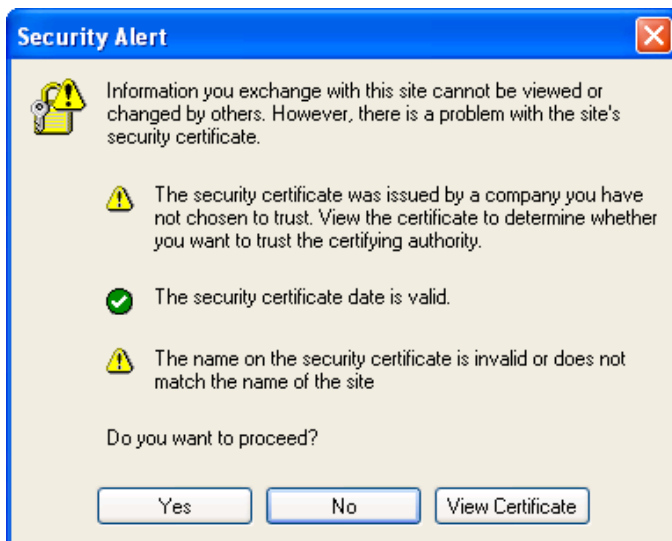 Security Alert
Information you exchange with this site cannot be viewed or
changed by others. However, there is a problem with the site's
security certificate.
The security certificate was issued by a company you have
not chosen to trust. View the certificate to determine whether
you want to trust the certifying authority.
The security certificate date is valid.
The name on the security certificate is invalid or does not
match the name of the site
Do you want to proceed?
Yes No View Certificate